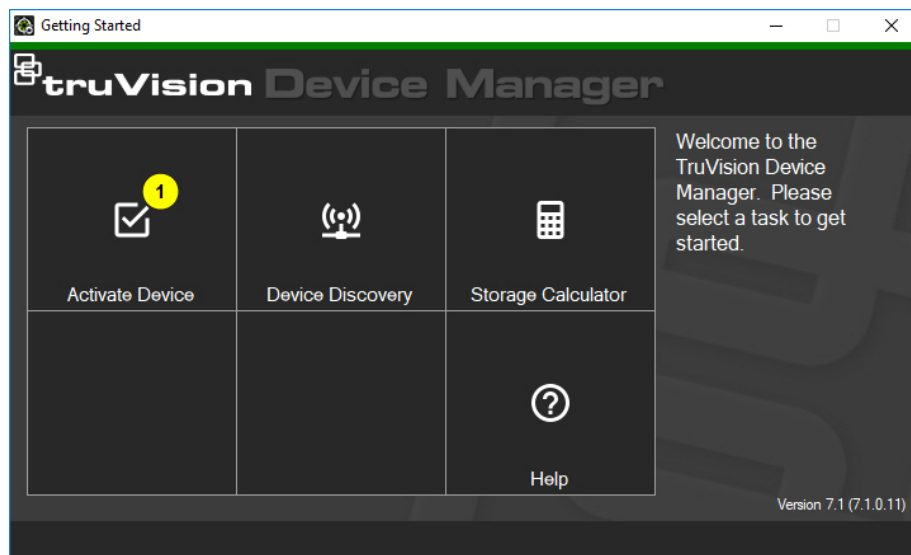 Getting Started
truVision Device Manager
1
Activate Device
Device Discovery
Storage Calculator
Help
Welcome to the
TruVision Device
Manager. Please
select a task to get
started.
Version 7.1 (7.1.0.11)